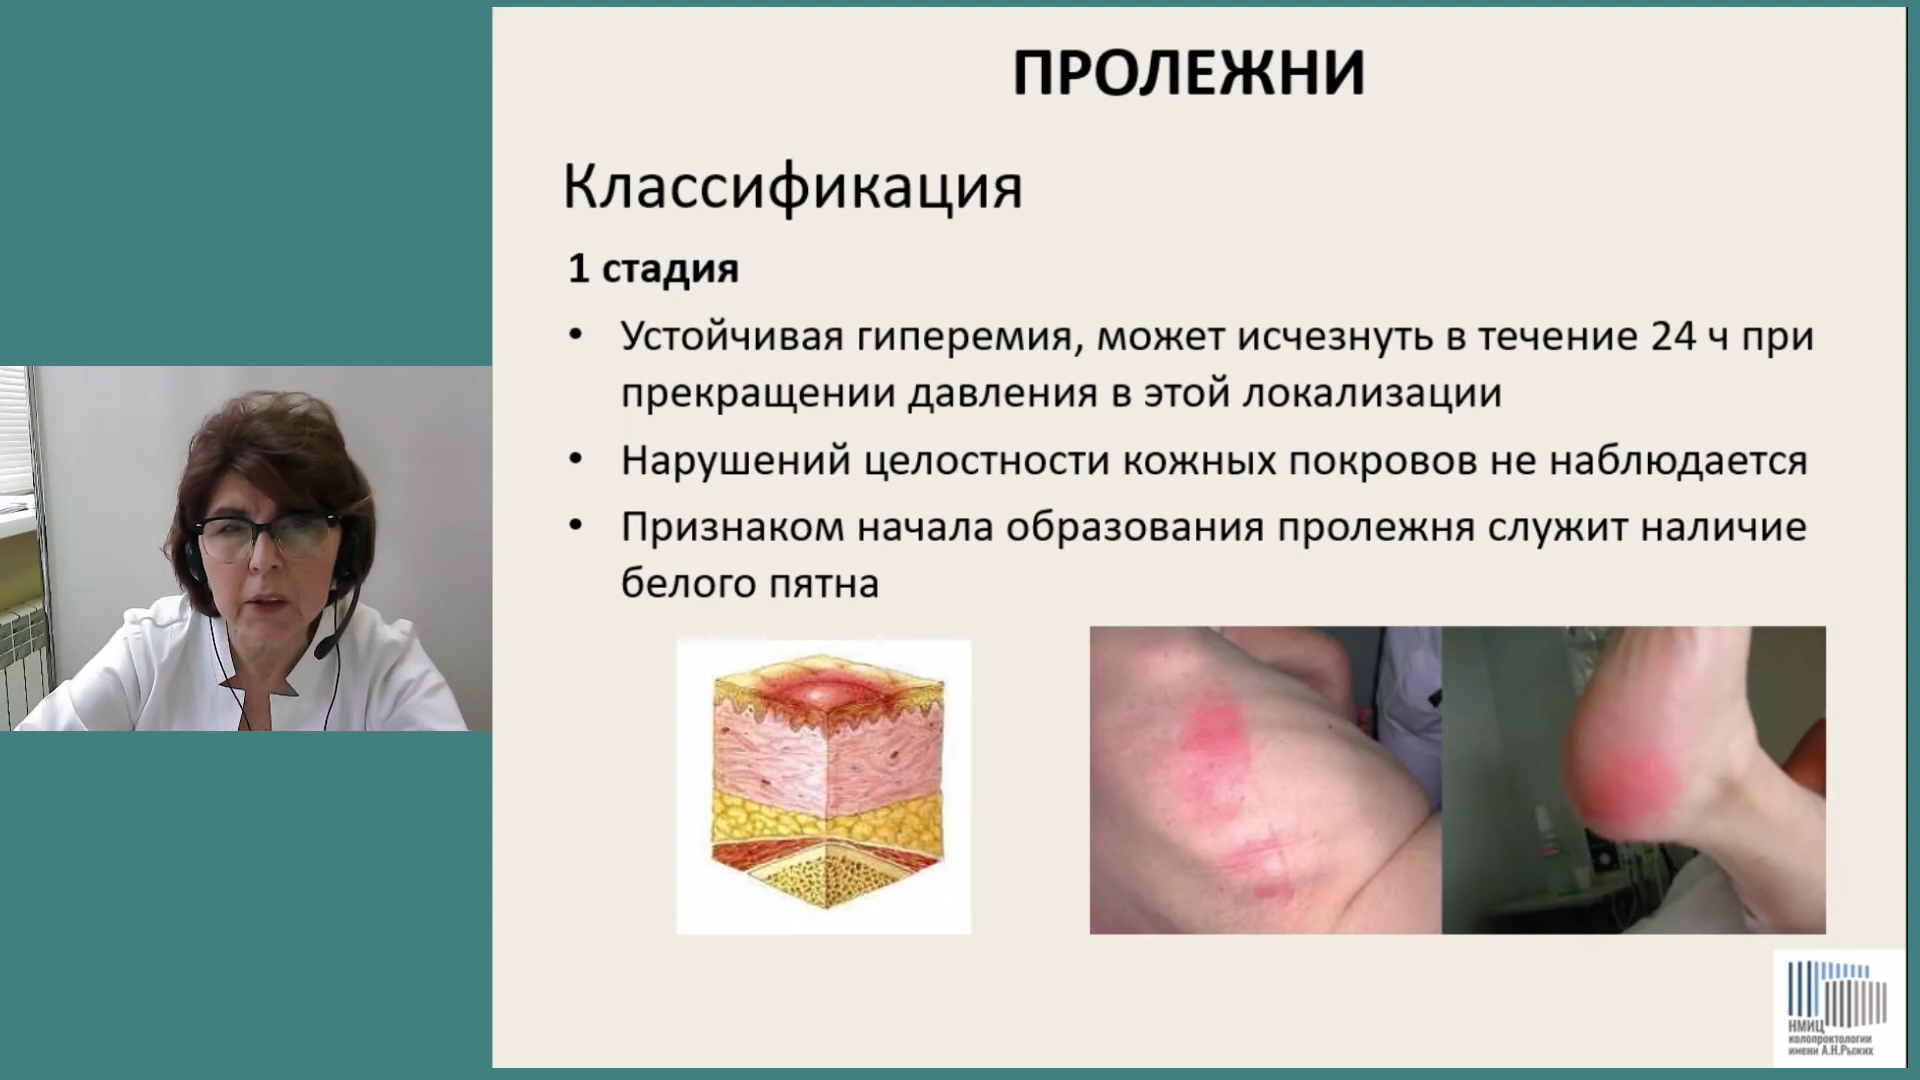 ПРОЛЕЖНИ
Классификация
1 стадия
• Устойчивая гиперемия, может исчезнуть в течение 24 ч при
прекращении давления в этой локализации
• Нарушений целостности кожных покровов не наблюдается
• Признаком начала образования пролежня служит наличие
белого пятна
НМИЦ
колопроктологии
имени А.Н.Рыжих